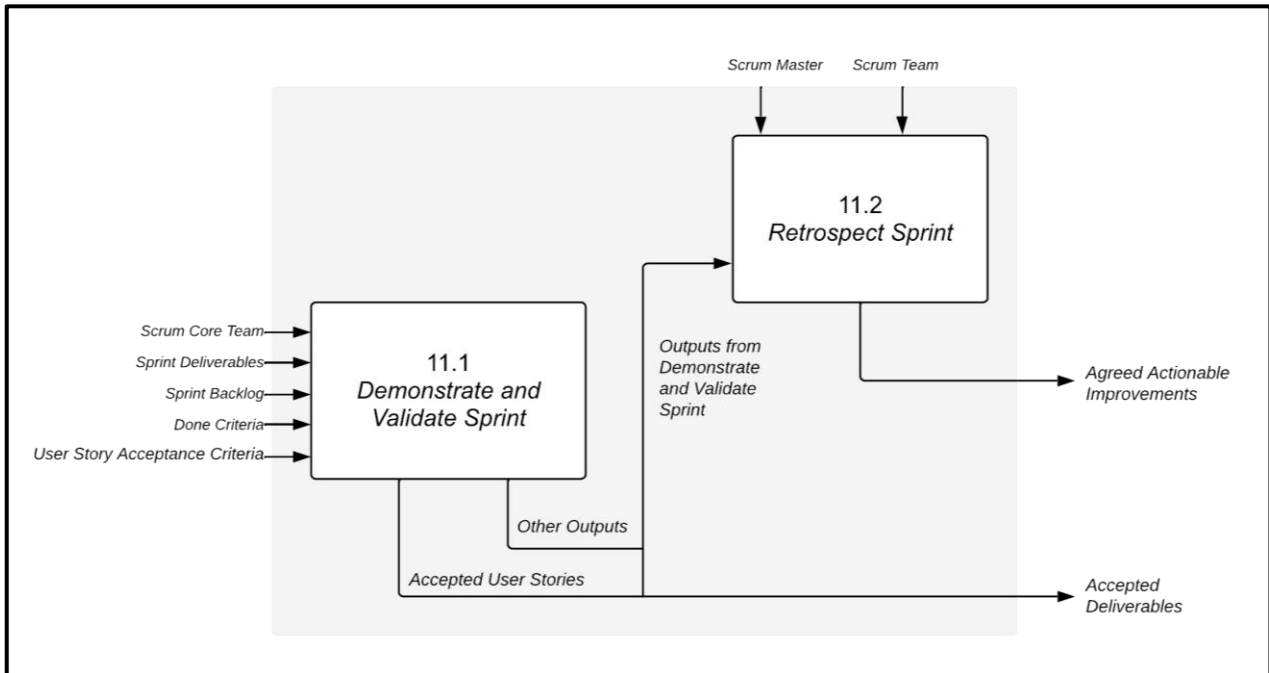 Scrum Master
Scrum Team
11.2
Retrospect Sprint
Scrum Core Team
Sprint Deliverables
Sprint Backlog
Done Criteria
User Story Acceptance Criteria
11.1
Demonstrate and
Validate Sprint
Outputs from
Demonstrate
and Validate
Sprint
Agreed Actionable
Improvements
Other Outputs
Accepted User Stories
Accepted
Deliverables